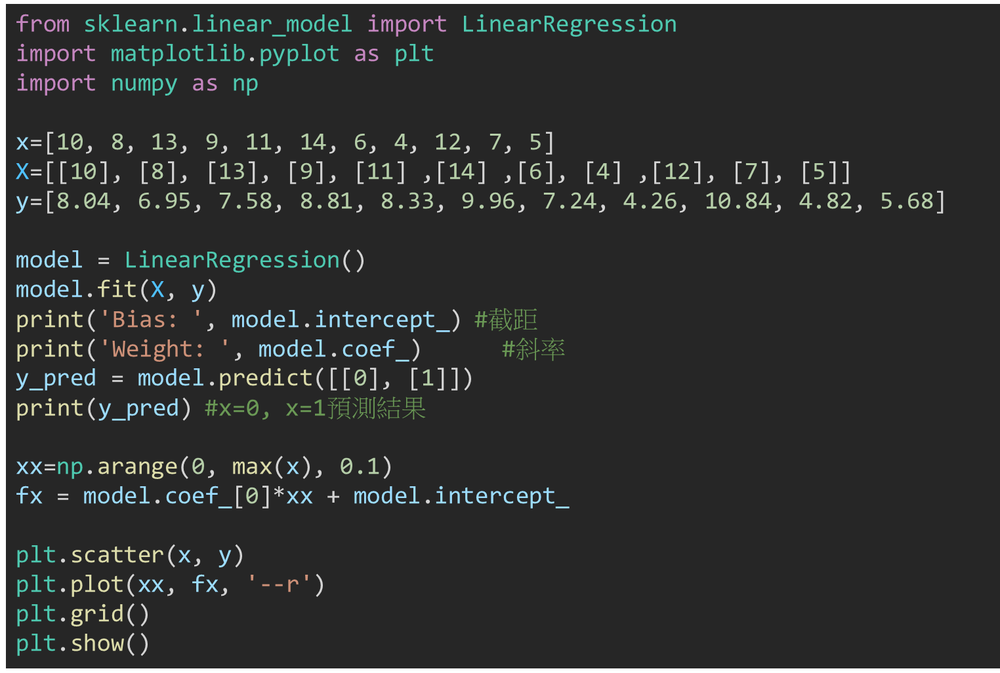 from sklearn.linear_model import LinearRegression
import matplotlib.pyplot as plt
import numpy as np
x=[10, 8, 13, 9, 11, 14, 6, 4, 12, 7, 5]
X=[[10], [8], [13], [9], [11] ,[14] ,[6], [4] ,[12], [7], [5]]
y=[8.04, 6.95, 7.58, 8.81, 8.33, 9.96, 7.24, 4.26, 10.84, 4.82, 5.68]
model = LinearRegression()
model.fit(X, y)
print('Bias: ', model.intercept_) #截距
print('Weight: ', model.coef_)      #斜率
y_pred = model.predict([[0], [1]])
print(y_pred) #x=0, x=1預測結果
xx=np.arange(0, max(x), 0.1)
fx = model.coef_[0]*xx + model.intercept_
plt.scatter(x, y)
plt.plot(xx, fx, '--r')
plt.grid()
plt.show()